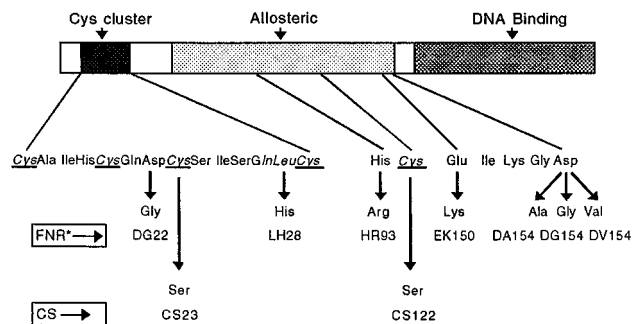 Cys cluster Allosteric DNA Binding
CysAla IleHisCysGlnAspCysSer IleSerGlnLeuCys His Cys Glu Ile Lys Gly Asp
Gly His Arg Lys Ala Gly Val
FNR* DG22 LH28 HR93 EK150 DA154 DG154 DV154
Ser Ser
CS CS23 CS122